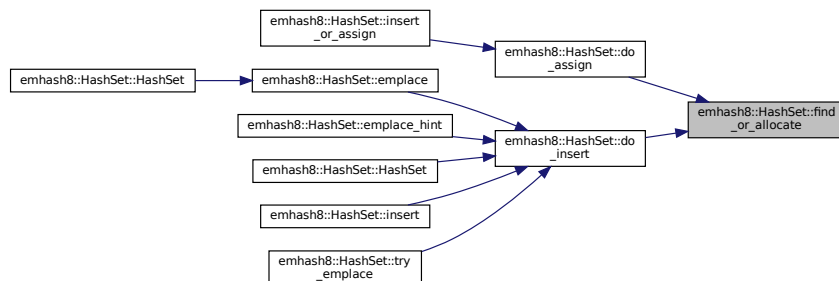 emhash8::HashSet::insert
_or_assign
emhash8::HashSet::do
_assign
emhash8::HashSet::HashSet
emhash8::HashSet::emplace
emhash8::HashSet::find
_or_allocate
emhash8::HashSet::emplace_hint
emhash8::HashSet::do
_insert
emhash8::HashSet::HashSet
emhash8::HashSet::insert
emhash8::HashSet::try
_emplace